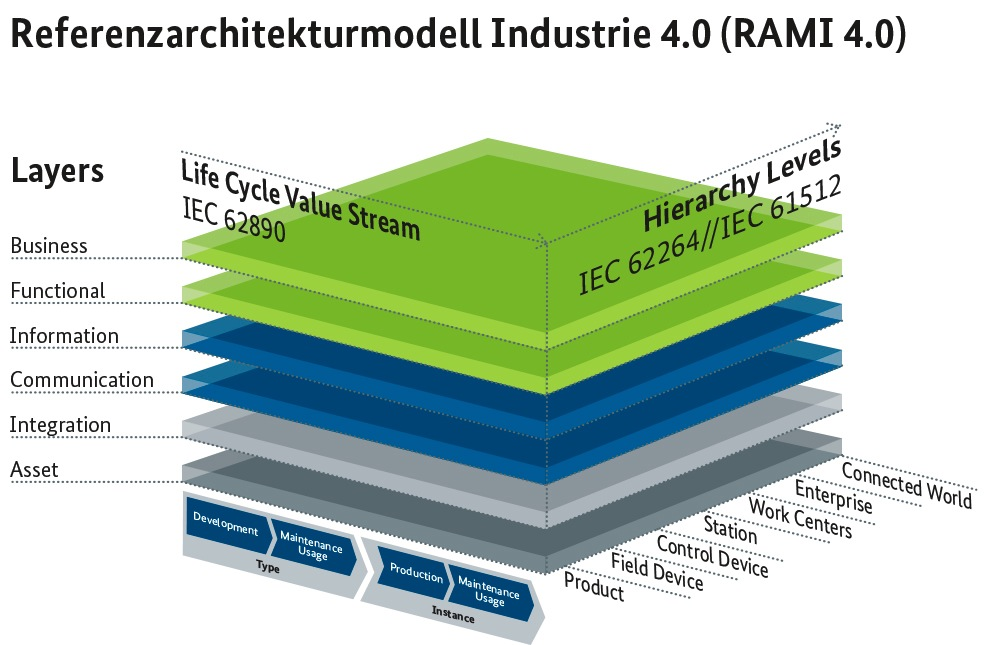 Referenzarchitekturmodell Industrie 4.0 (RAMI 4.0)
Layers
Life Cycle Value Stream
IEC 62890
Hierarchy Levels
IEC 62264//IEC 61512
Business
Functional
Information
Communication
Integration
Asset
Development
Maintenance
Usage
Type
Production
Maintenance
Usage
Instance
Connected World
Enterprise
Work Centers
Station
Control Device
Field Device
Product